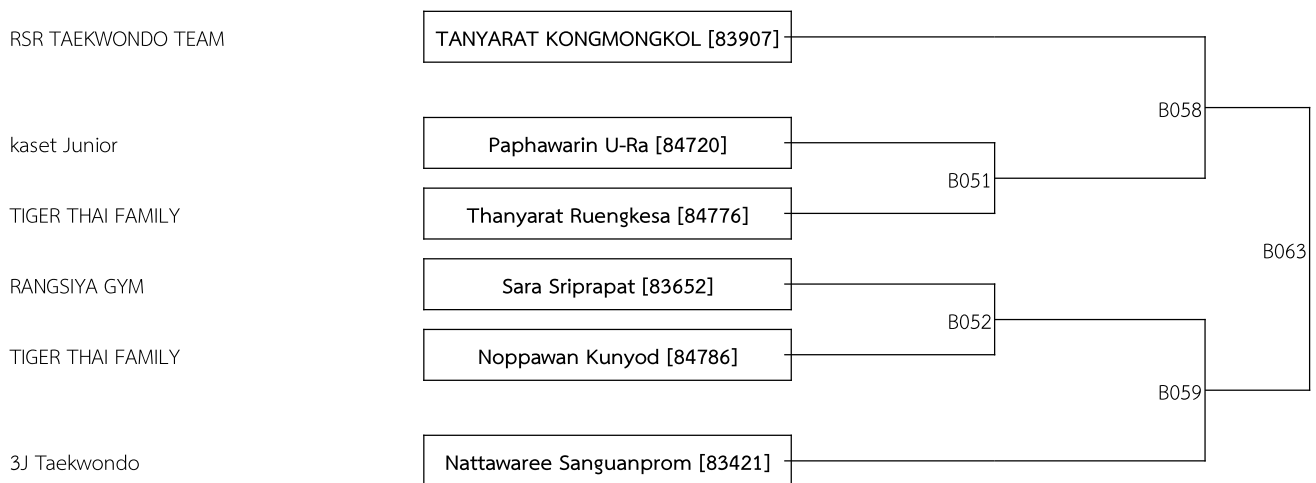 RSR TAEKWONDO TEAM
TANYARAT KONGMONGKOL [83907]
B058
kaset Junior
Paphawarin U-Ra [84720]
B051
TIGER THAI FAMILY
Thanyarat Ruengkesa [84776]
B063
RANGSIYA GYM
Sara Sriprapat [83652]
B052
TIGER THAI FAMILY
Noppawan Kunyod [84786]
B059
3J Taekwondo
Nattawaree Sanguanprom [83421]